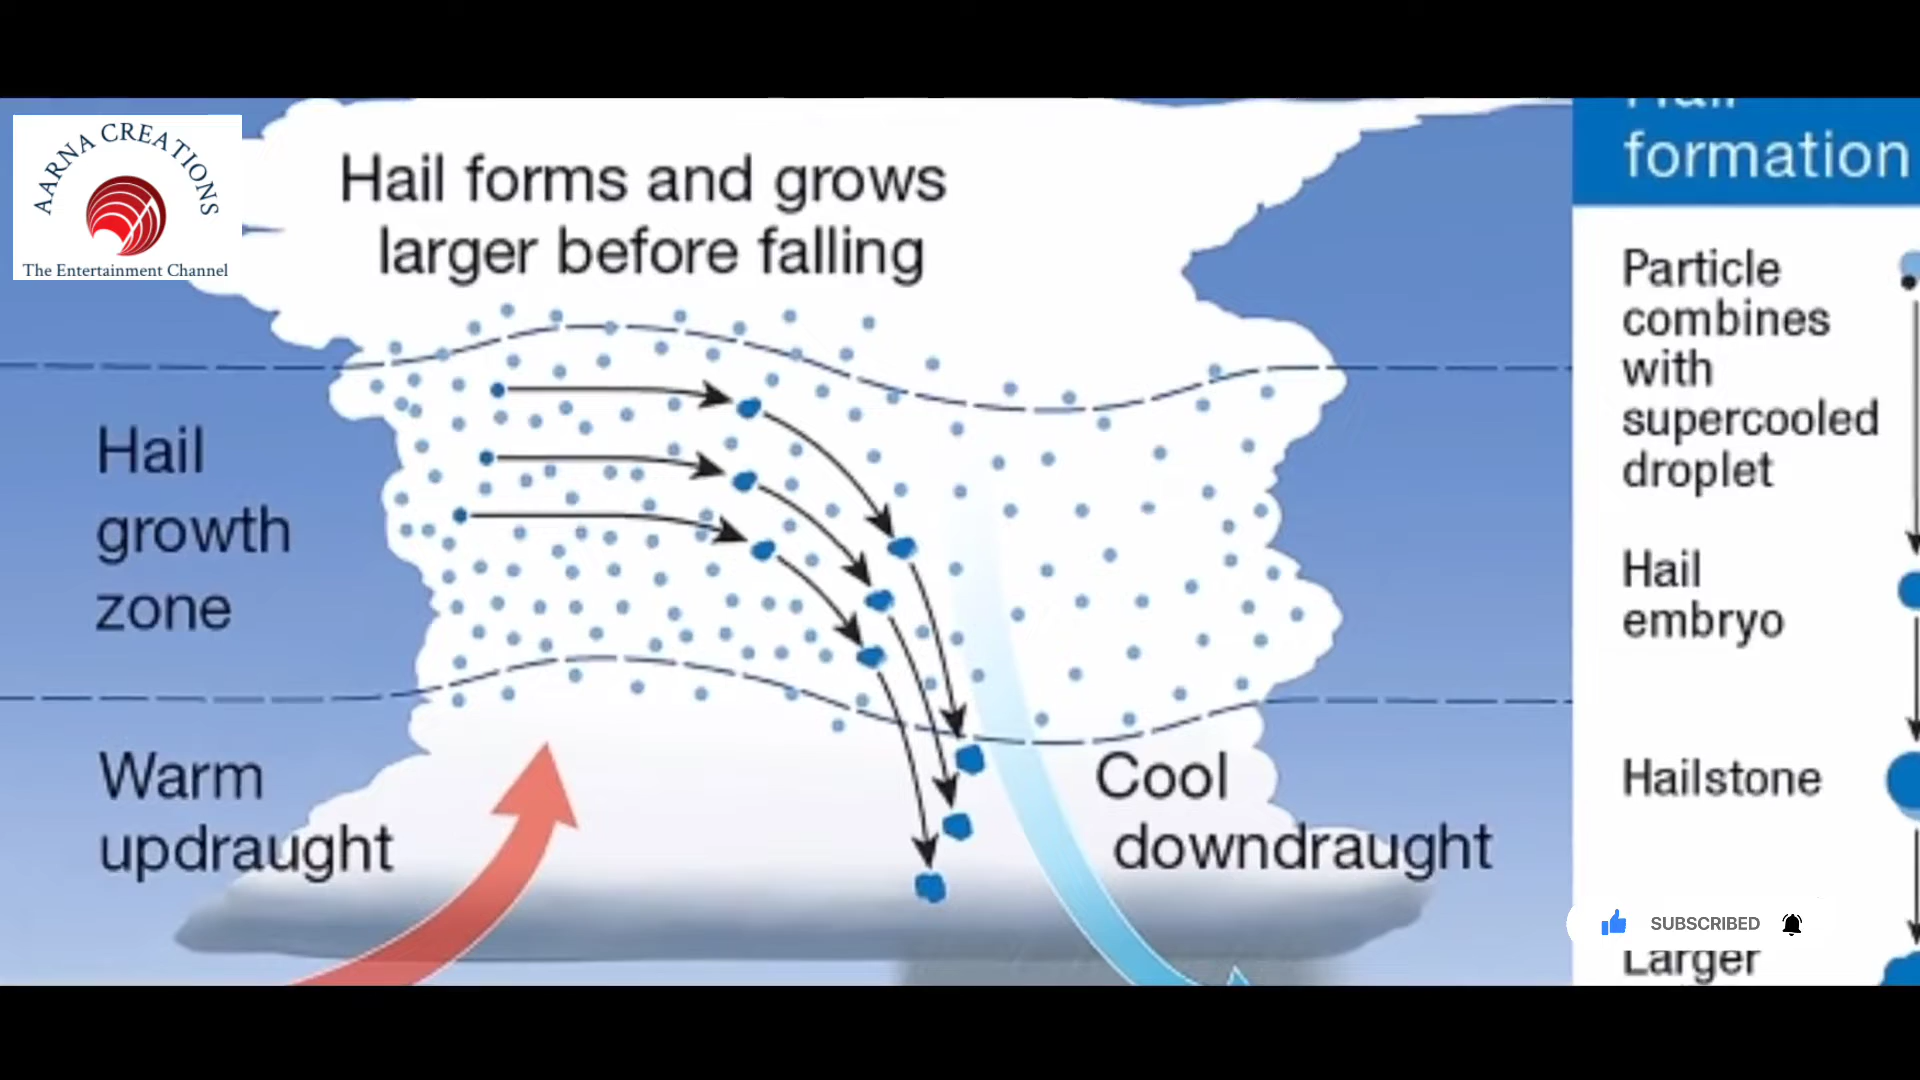 AARNA CREATIONS
The Entertainment Channel
Hail forms and grows
larger before falling
Hail
growth
zone
Warm
updraught
Cool
downdraught
Hail
formation
Particle
combines
with
supercooled
droplet
Hail
embryo
Hailstone
SUBSCRIBED
Larger